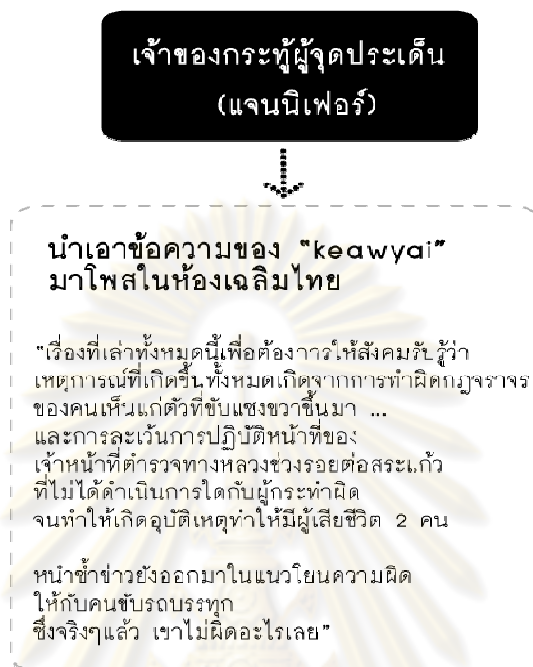 เจ้าของกระทู้ผู้จุดประเด็น
(แจนนิเฟอร์)
นำเอาข้อความของ "keawyai"
มาโพสในห้องเฉลิมไทย
"เรื่องที่เล่าทั้งหมดนี้เพื่อต้องการให้สังคมรับรู้ว่า
เหตุการณ์ที่เกิดขึ้นทั้งหมดเกิดจากการทำผิดกฎจราจร
ของคนเห็นแก่ตัวที่ขับแซงขวาขึ้นมา ...
และการละเว้นการปฏิบัติหน้าที่ของ
เจ้าหน้าที่ตำรวจทางหลวงช่วงรอยต่อสระแก้ว
ที่ไม่ได้ดำเนินการใดกับผู้กระทำผิด
จนทำให้เกิดอุบัติเหตุทำให้มีผู้เสียชีวิต 2 คน
หนำซ้ำข่าวยังออกมาในแนวโยนความผิด
ให้กับคนขับรถบรรทุก
ซึ่งจริงๆแล้ว เขาไม่ผิดอะไรเลย"